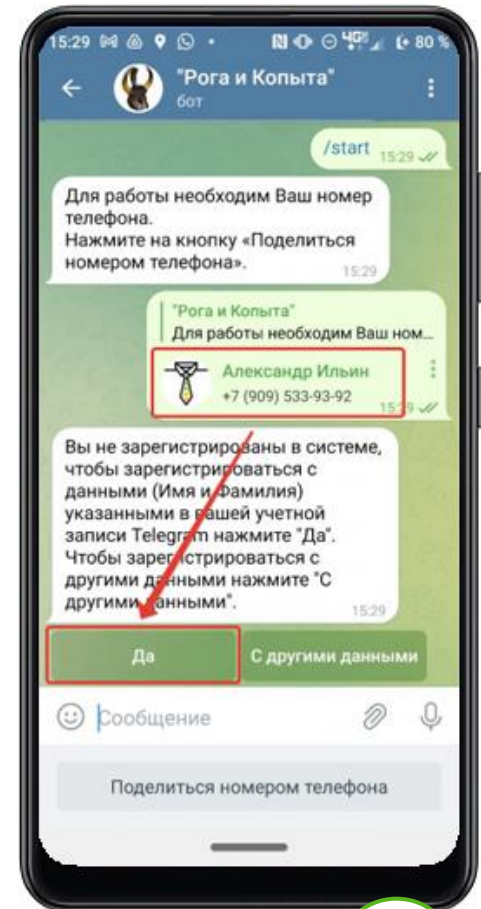 15:29 80 %
"Рога и Копыта"
бот
/start 15:29
Для работы необходим Ваш номер
телефона.
Нажмите на кнопку «Поделиться
номером телефона».
15:29
"Рога и Копыта"
Для работы необходим Ваш ном...
Александр Ильин
+7 (909) 533-93-92
15:29
Вы не зарегистрированы в системе,
чтобы зарегистрироваться с
данными (Имя и Фамилия)
указанными в вашей учетной
записи Telegram нажмите "Да".
Чтобы зарегистрироваться с
другими данными нажмите "С
другими данными".
15:29
Да С другими данными
Сообщение
Поделиться номером телефона